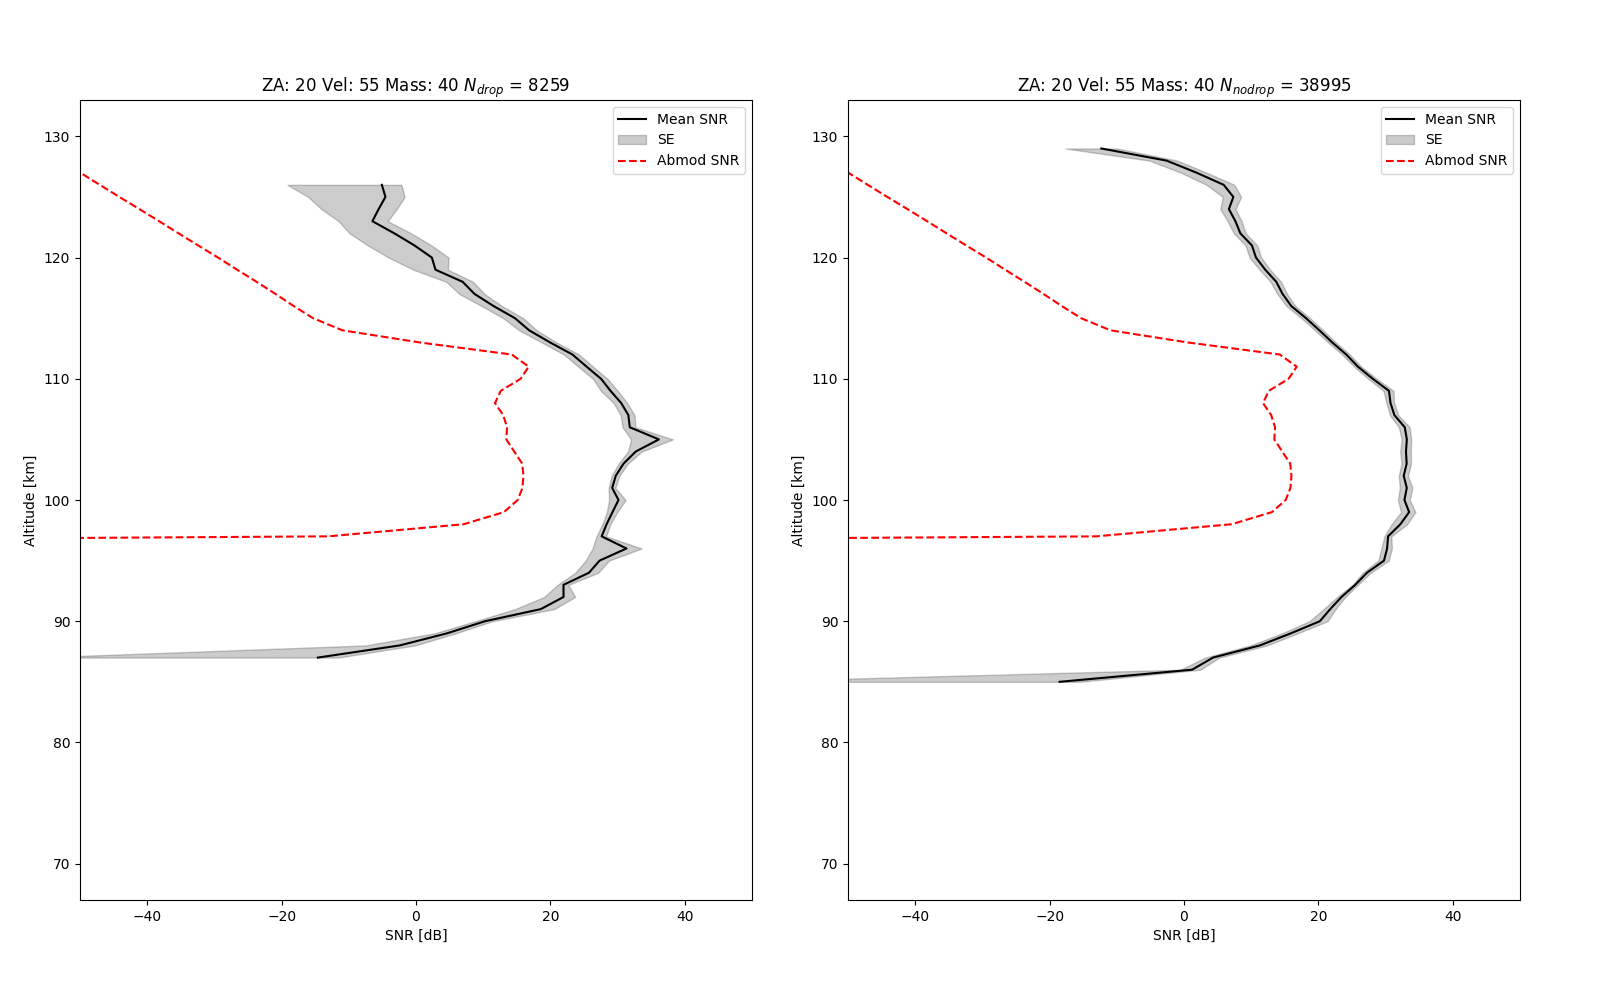 ZA: 20 Vel: 55 Mass: 40 N_drop = 8259
Mean SNR
SE
Abmod SNR
130
120
110
100
90
80
70
Altitude [km]
−40 −20 0 20 40
SNR [dB]
ZA: 20 Vel: 55 Mass: 40 N_nodrop = 38995
Mean SNR
SE
Abmod SNR
130
120
110
100
90
80
70
Altitude [km]
−40 −20 0 20 40
SNR [dB]